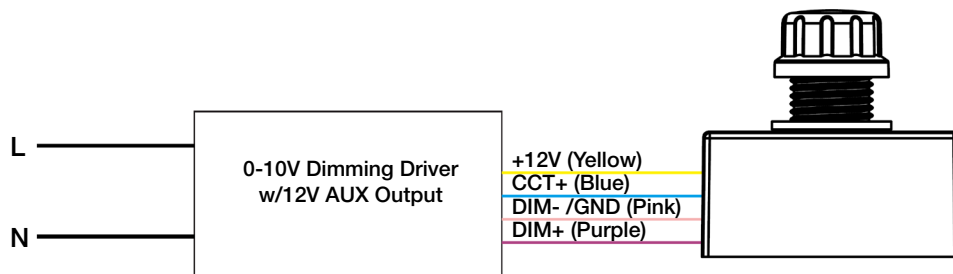 L
N
0-10V Dimming Driver
w/12V AUX Output
+12V (Yellow)
CCT+ (Blue)
DIM- /GND (Pink)
DIM+ (Purple)